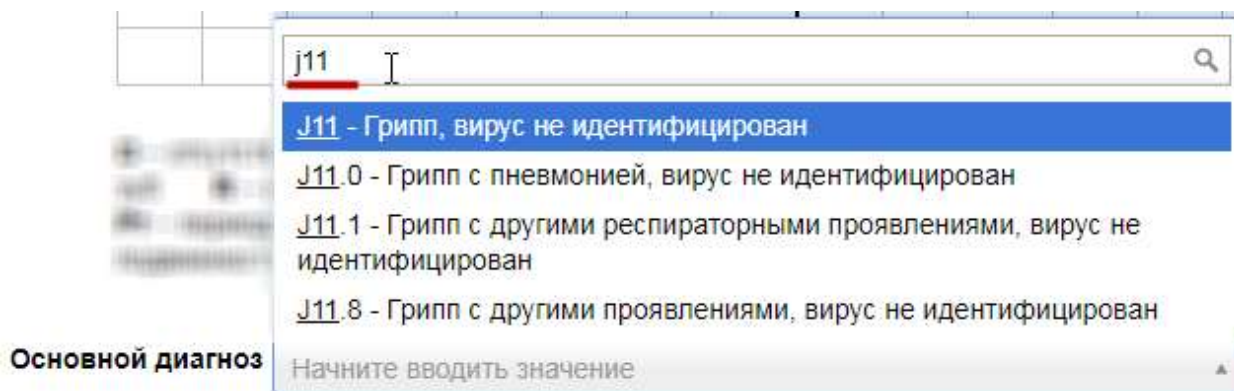 j11
J11 - Грипп, вирус не идентифицирован
J11.0 - Грипп с пневмонией, вирус не идентифицирован
J11.1 - Грипп с другими респираторными проявлениями, вирус не
идентифицирован
J11.8 - Грипп с другими проявлениями, вирус не идентифицирован
Основной диагноз Начните вводить значение